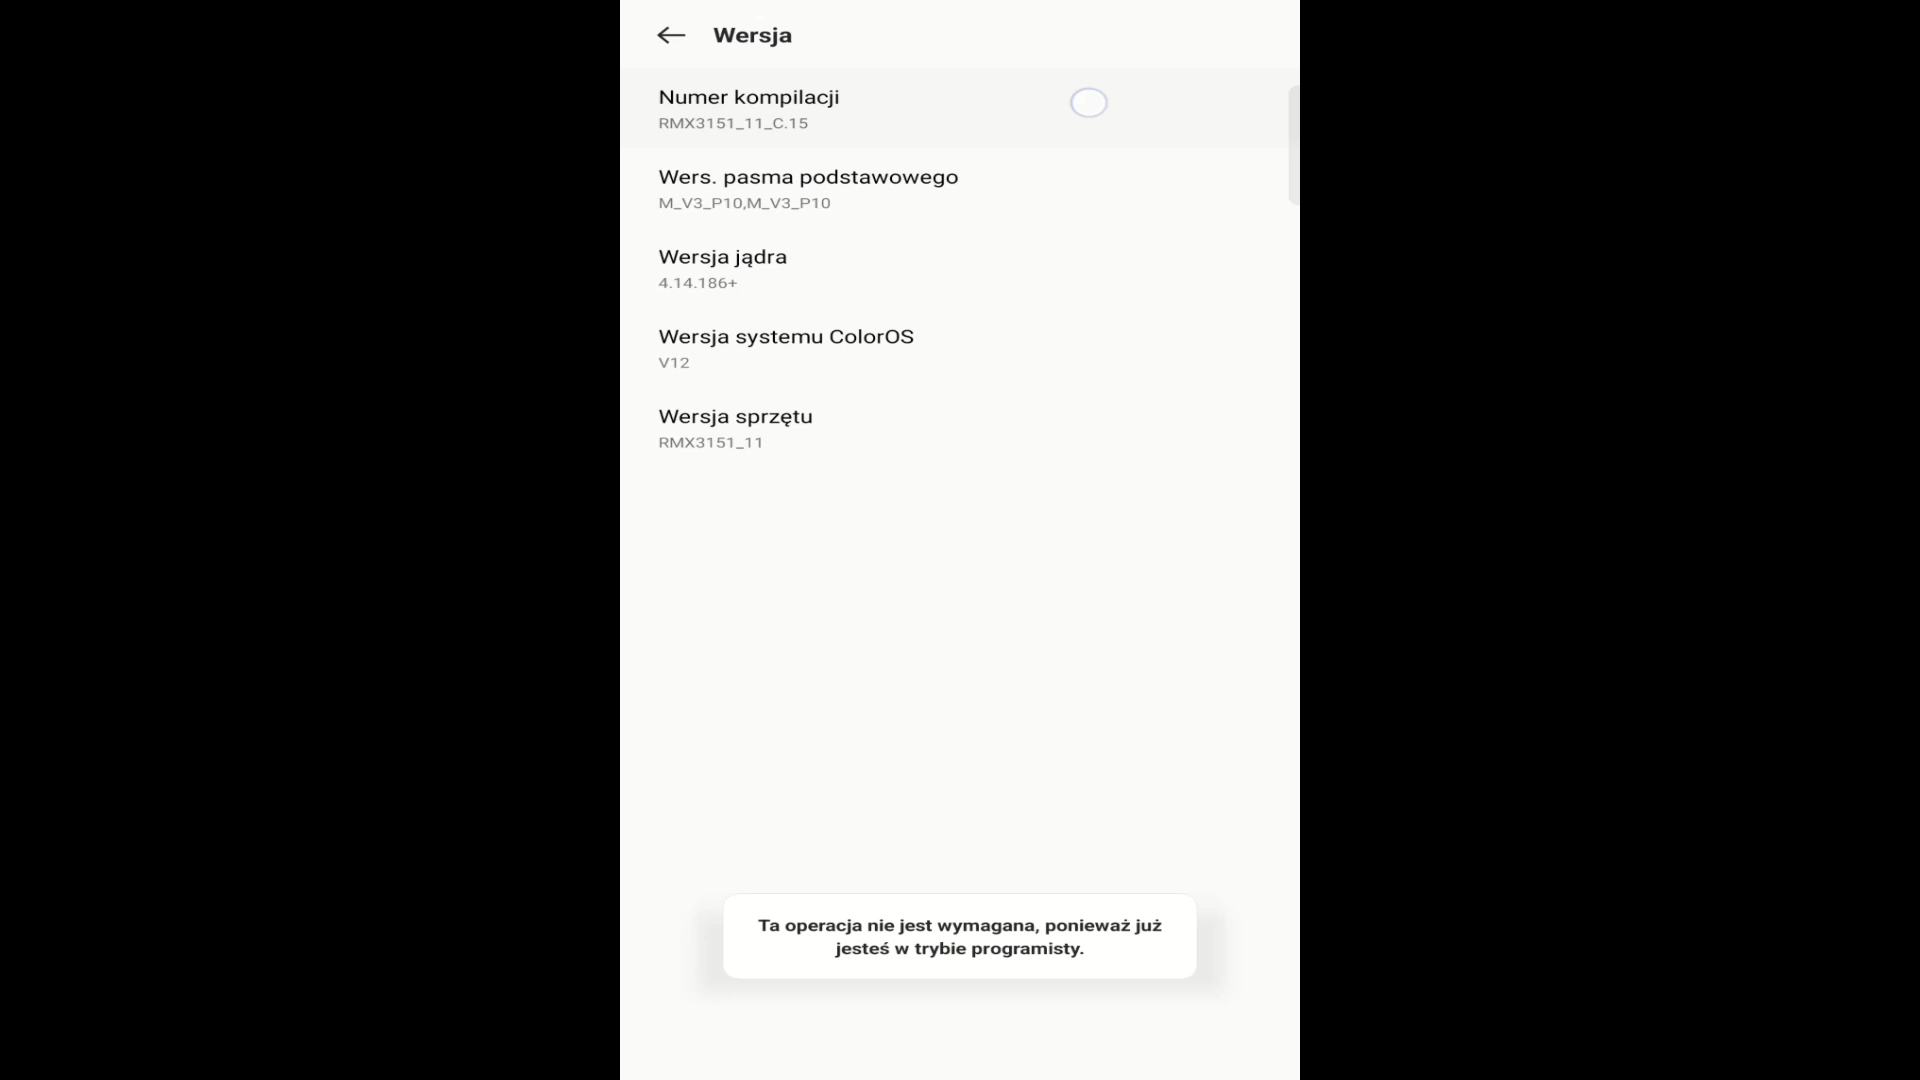 Wersja
Numer kompilacji
RMX3151_11_C.15
Wers. pasma podstawowego
M_V3_P10,M_V3_P10
Wersja jądra
4.14.186+
Wersja systemu ColorOS
V12
Wersja sprzętu
RMX3151_11
Ta operacja nie jest wymagana, ponieważ już
jesteś w trybie programisty.